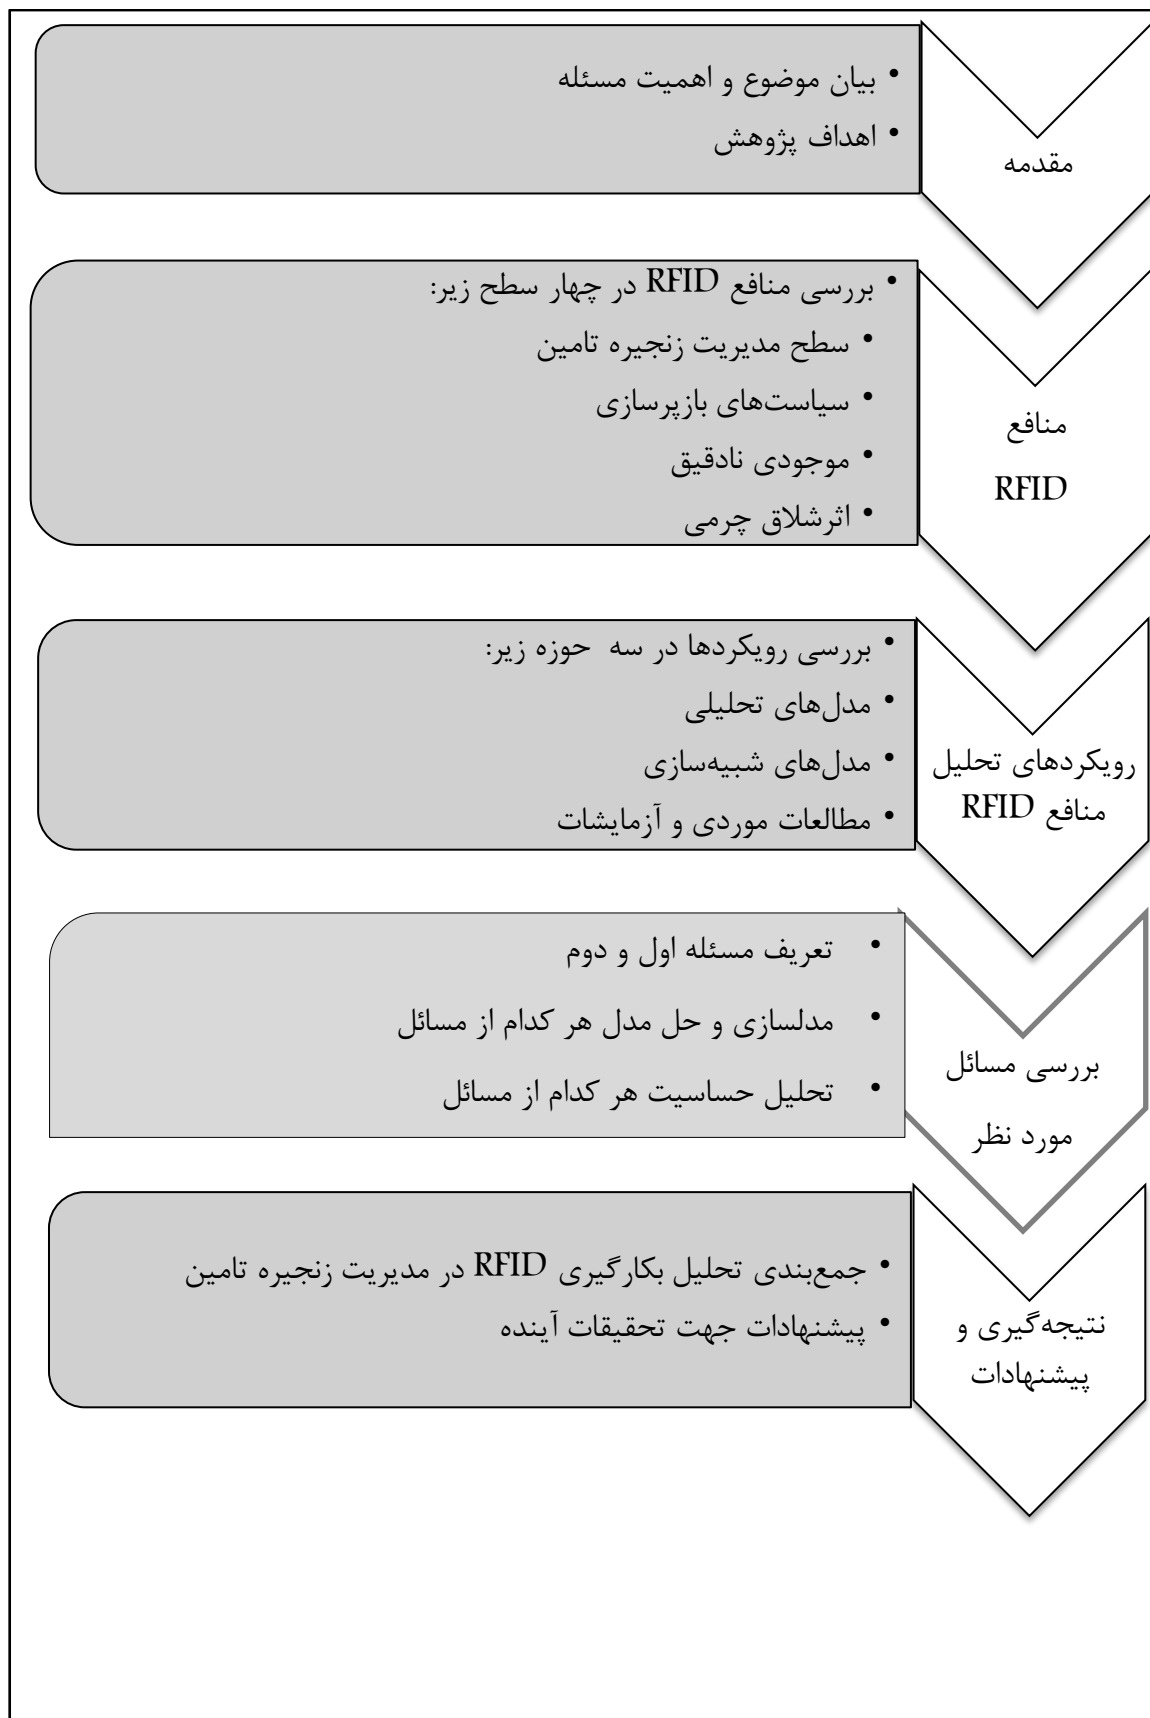 مقدمه
• بیان موضوع و اهمیت مسئله
• اهداف پژوهش
منافع
RFID
• بررسی منافع RFID در چهار سطح زیر:
• سطح مدیریت زنجیره تامین
• سیاست‌های بازپرسازی
• موجودی نادقیق
• اثرشلاق چرمی
رویکردهای تحلیل
منافع RFID
• بررسی رویکردها در سه حوزه زیر:
• مدل‌های تحلیلی
• مدل‌های شبیه‌سازی
• مطالعات موردی و آزمایشات
بررسی مسائل
مورد نظر
• تعریف مسئله اول و دوم
• مدلسازی و حل مدل هر کدام از مسائل
• تحلیل حساسیت هر کدام از مسائل
نتیجه‌گیری و
پیشنهادات
• جمع‌بندی تحلیل بکارگیری RFID در مدیریت زنجیره تامین
• پیشنهادات جهت تحقیقات آینده